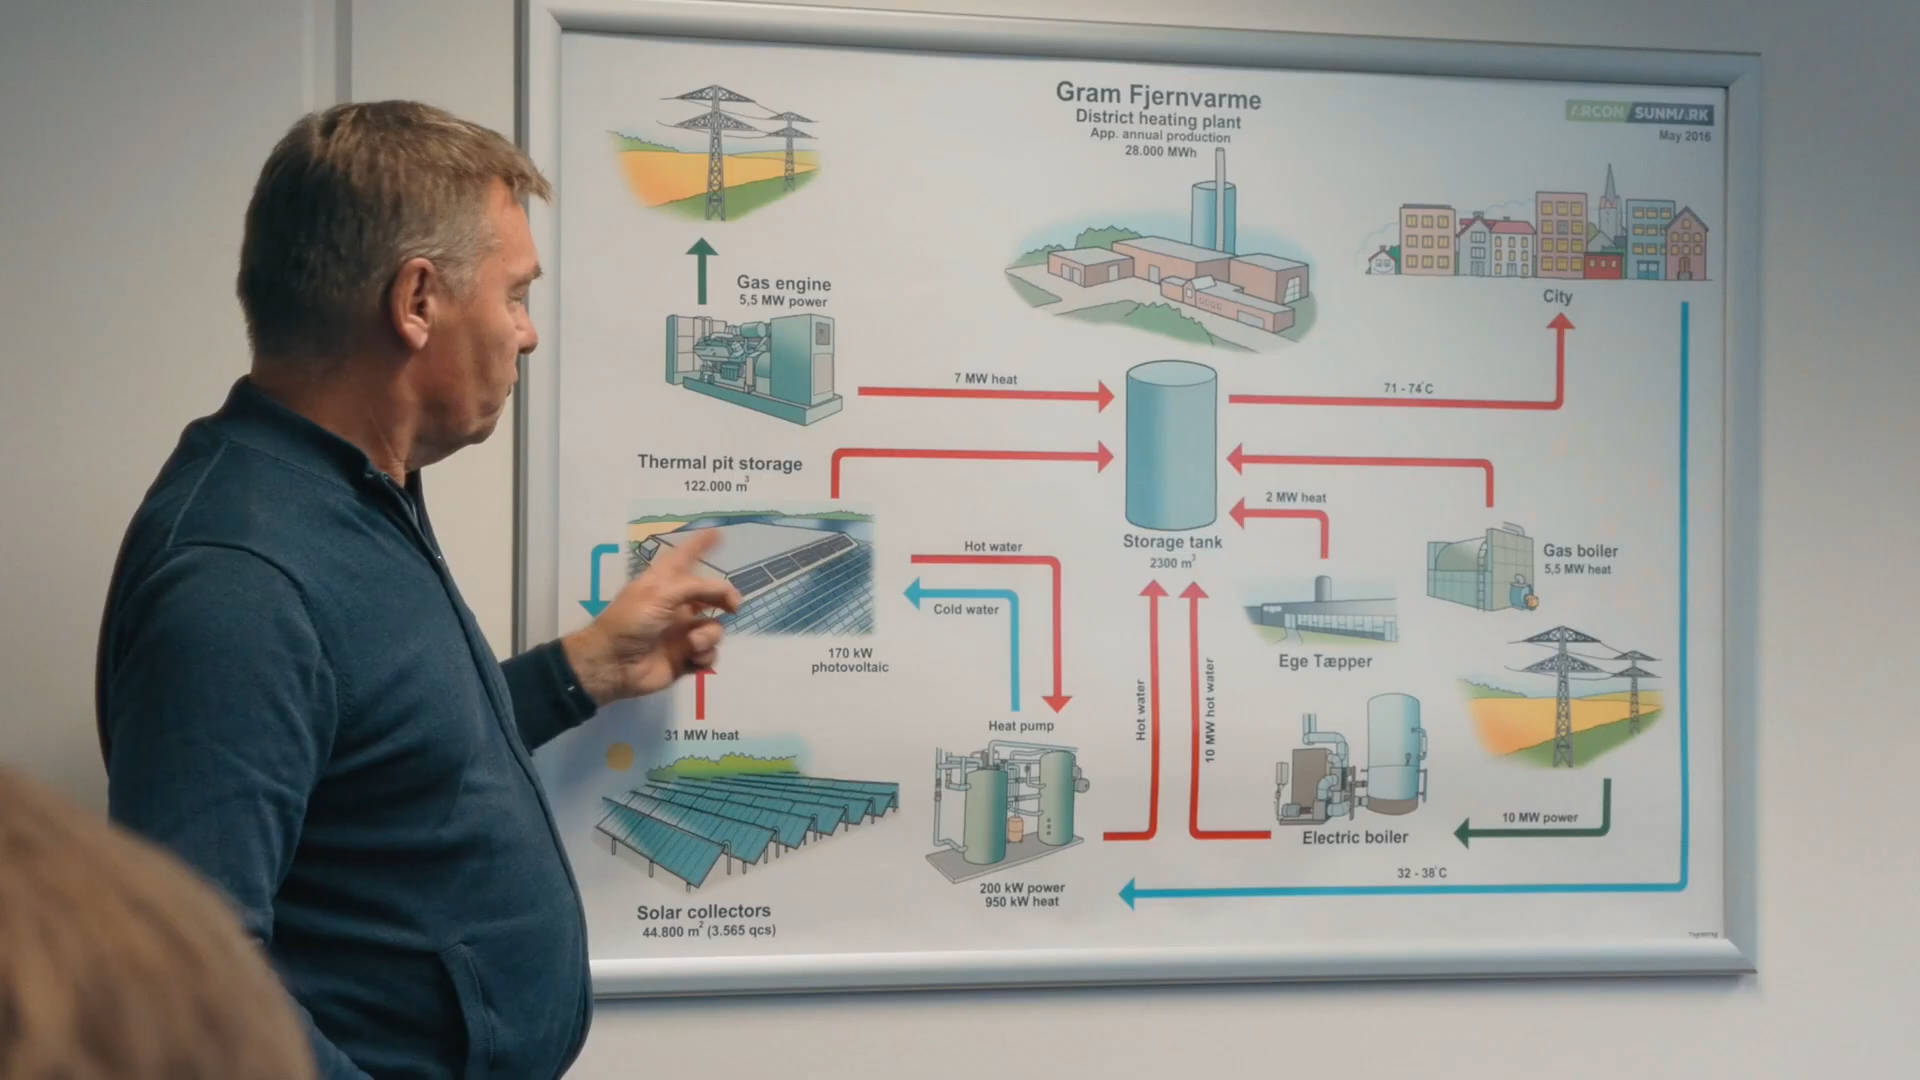 Gram Fjernvarme
District heating plant
App. annual production
28.000 MWh
ARCON SUNMARK
May 2016
Gas engine
5,5 MW power
City
7 MW heat
71 - 74°C
Thermal pit storage
122.000 m³
2 MW heat
Storage tank
2300 m³
Gas boiler
5,5 MW heat
Hot water
Cold water
170 kW
photovoltaic
Ege Tæpper
31 MW heat
Heat pump
Hot water
10 MW hot water
10 MW power
Electric boiler
32 - 38°C
200 kW power
950 kW heat
Solar collectors
44.800 m² (3.565 qcs)